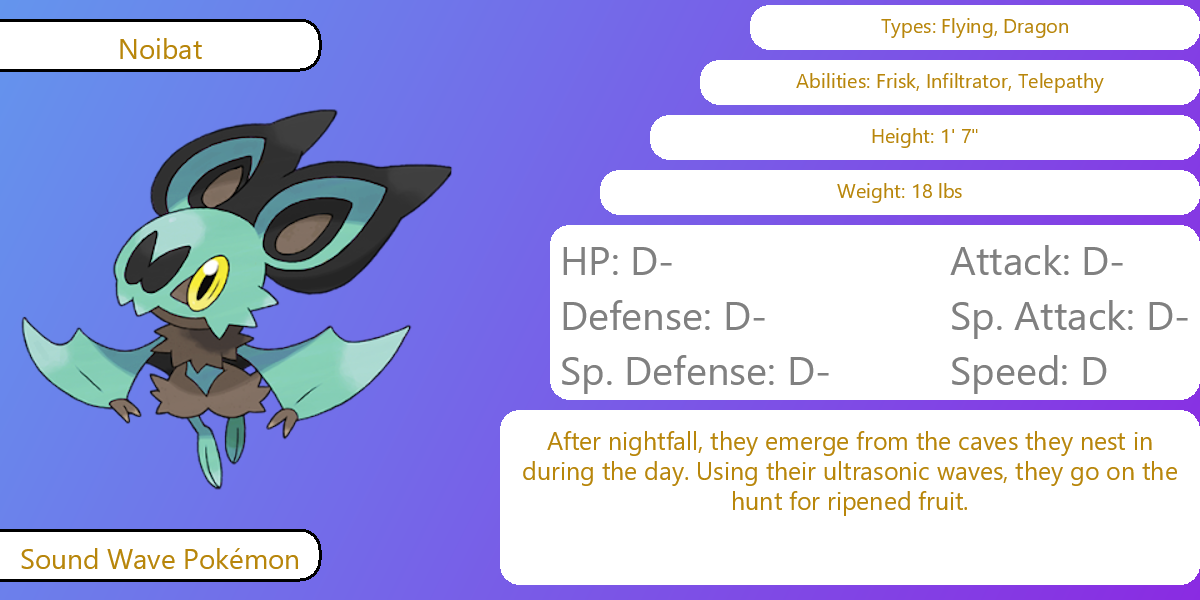 Noibat
Types: Flying, Dragon
Abilities: Frisk, Infiltrator, Telepathy
Height: 1' 7"
Weight: 18 lbs
HP: D-
Attack: D-
Defense: D-
Sp. Attack: D-
Sp. Defense: D-
Speed: D
After nightfall, they emerge from the caves they nest in
during the day. Using their ultrasonic waves, they go on the
hunt for ripened fruit.
Sound Wave Pokémon